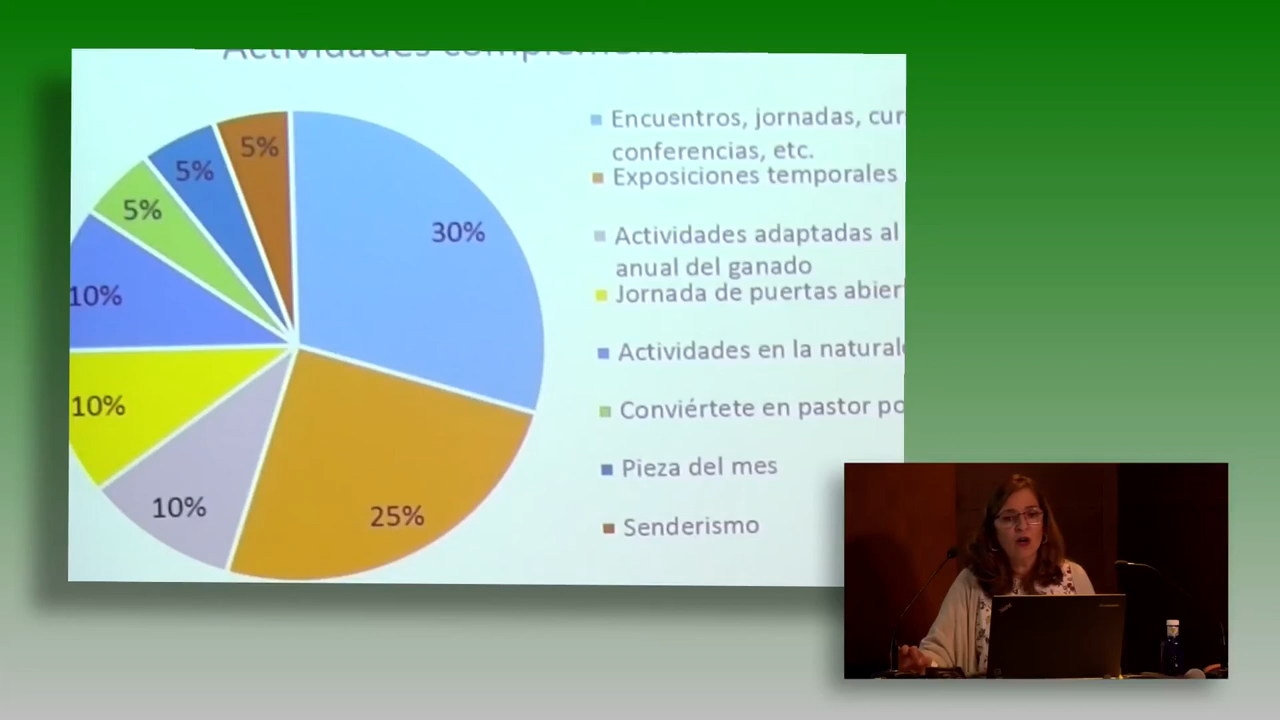 Actividades
5%
5%
5%
30%
10%
10%
10%
25%
Encuentros, jornadas, cur
conferencias, etc.
Exposiciones temporales
Actividades adaptadas al
anual del ganado
Jornada de puertas abier
Actividades en la natural
Conviértete en pastor po
Pieza del mes
Senderismo